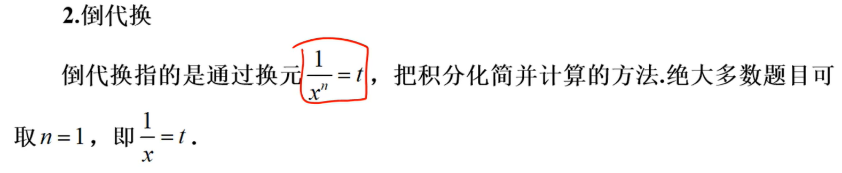 2.倒代换
倒代换指的是通过换元 1/xⁿ = t，把积分化简并计算的方法.绝大多数题目可
取 n = 1，即 1/x = t．